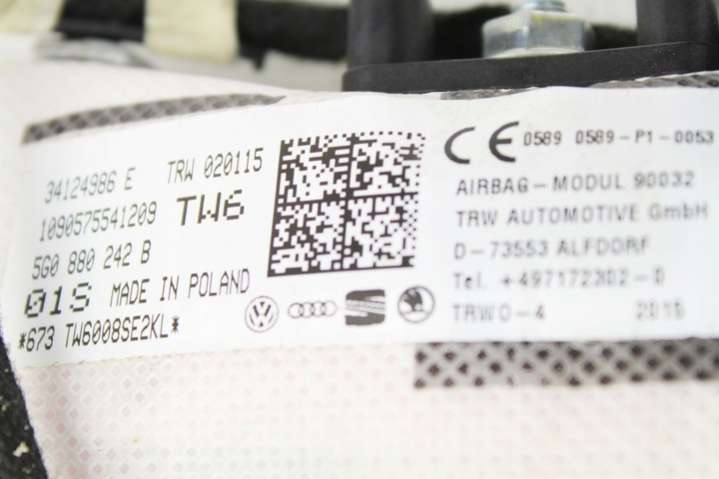 34124986 E TRW 020115
1090575541209 TW6
5G0 880 242 B
01S MADE IN POLAND
*673 TW6008SE2KL*
CE 0589 0589-P1-0053
AIRBAG-MODUL 90032
TRW AUTOMOTIVE GmbH
D-73553 ALFDORF
Tel. +497172302-0
TRWO-4 2015